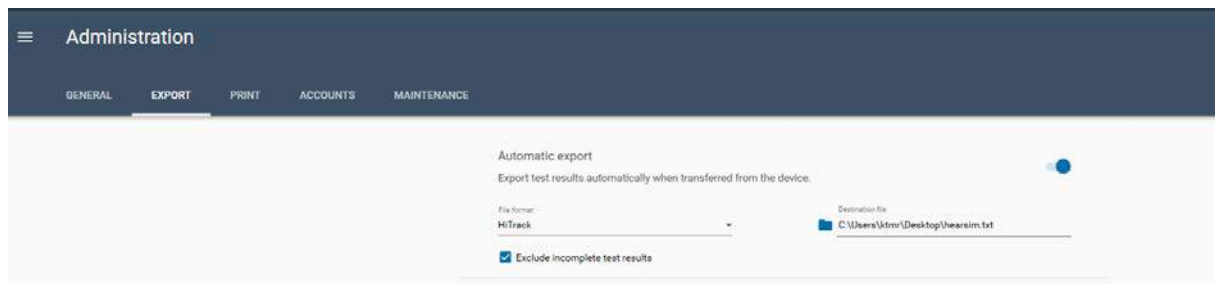 Administration
GENERAL EXPORT PRINT ACCOUNTS MAINTENANCE
Automatic export
Export test results automatically when transferred from the device.
File format Destination file
HiTrack C:\Users\ktmr\Desktop\hearsim.txt
Exclude incomplete test results